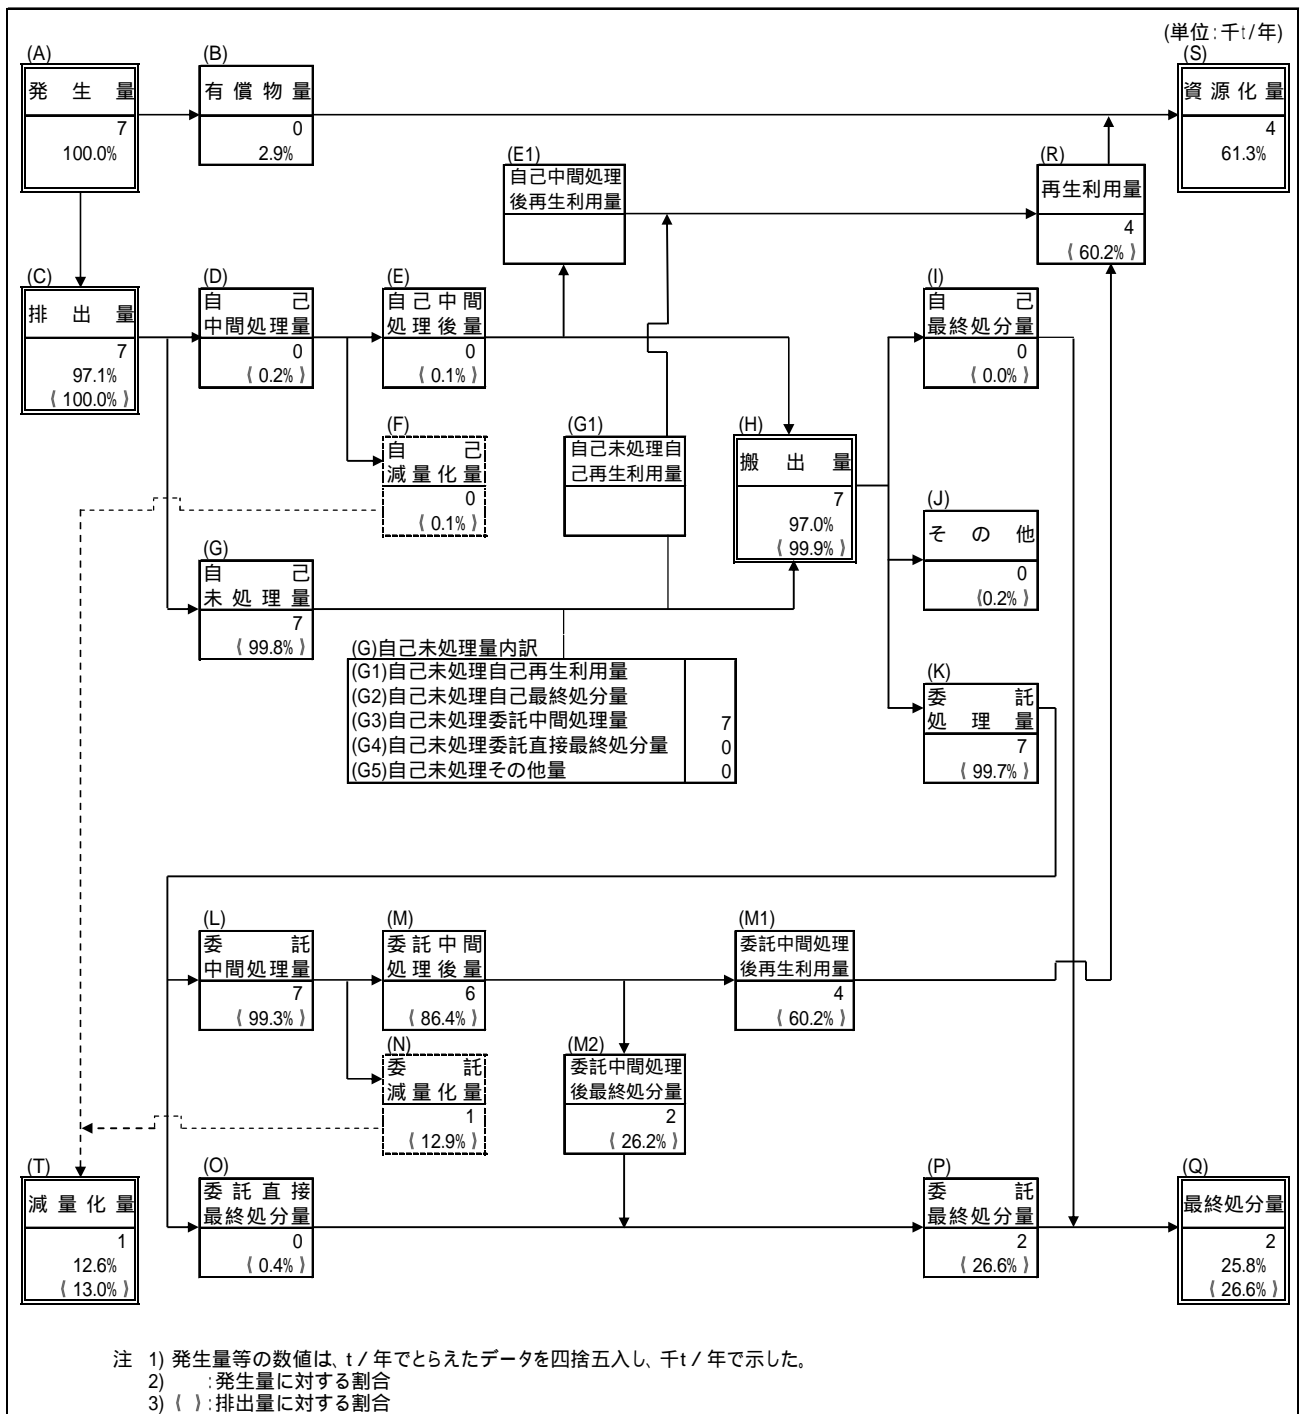 (単位:千t/年)
(A)
発生量
7
100.0%
(B)
有償物量
0
2.9%
(S)
資源化量
4
61.3%
(E1)
自己中間処理
後再生利用量
(R)
再生利用量
4
( 60.2% )
(C)
排出量
7
97.1%
( 100.0% )
(D)
自己
中間処理量
0
( 0.2% )
(E)
自己中間
処理後量
0
( 0.1% )
(I)
自己
最終処分量
0
( 0.0% )
(F)
自己
減量化量
0
( 0.1% )
(G1)
自己未処理自
己再生利用量
(H)
搬出量
7
97.0%
( 99.9% )
(J)
その他
0
(0.2% )
(G)
自己
未処理量
7
( 99.8% )
(G)自己未処理量内訳
(G1)自己未処理自己再生利用量
(G2)自己未処理自己最終処分量
(G3)自己未処理委託中間処理量 7
(G4)自己未処理委託直接最終処分量 0
(G5)自己未処理その他量 0
(K)
委託
処理量
7
( 99.7% )
(L)
委託
中間処理量
7
( 99.3% )
(M)
委託中間
処理後量
6
( 86.4% )
(M1)
委託中間処理
後再生利用量
4
( 60.2% )
(N)
委託
減量化量
1
( 12.9% )
(M2)
委託中間処理
後最終処分量
2
( 26.2% )
(T)
減量化量
1
12.6%
( 13.0% )
(O)
委託直接
最終処分量
0
( 0.4% )
(P)
委託
最終処分量
2
( 26.6% )
(Q)
最終処分量
2
25.8%
( 26.6% )
注 1) 発生量等の数値は、t/年でとらえたデータを四捨五入し、千t/年で示した。
2) :発生量に対する割合
3) ( ):排出量に対する割合